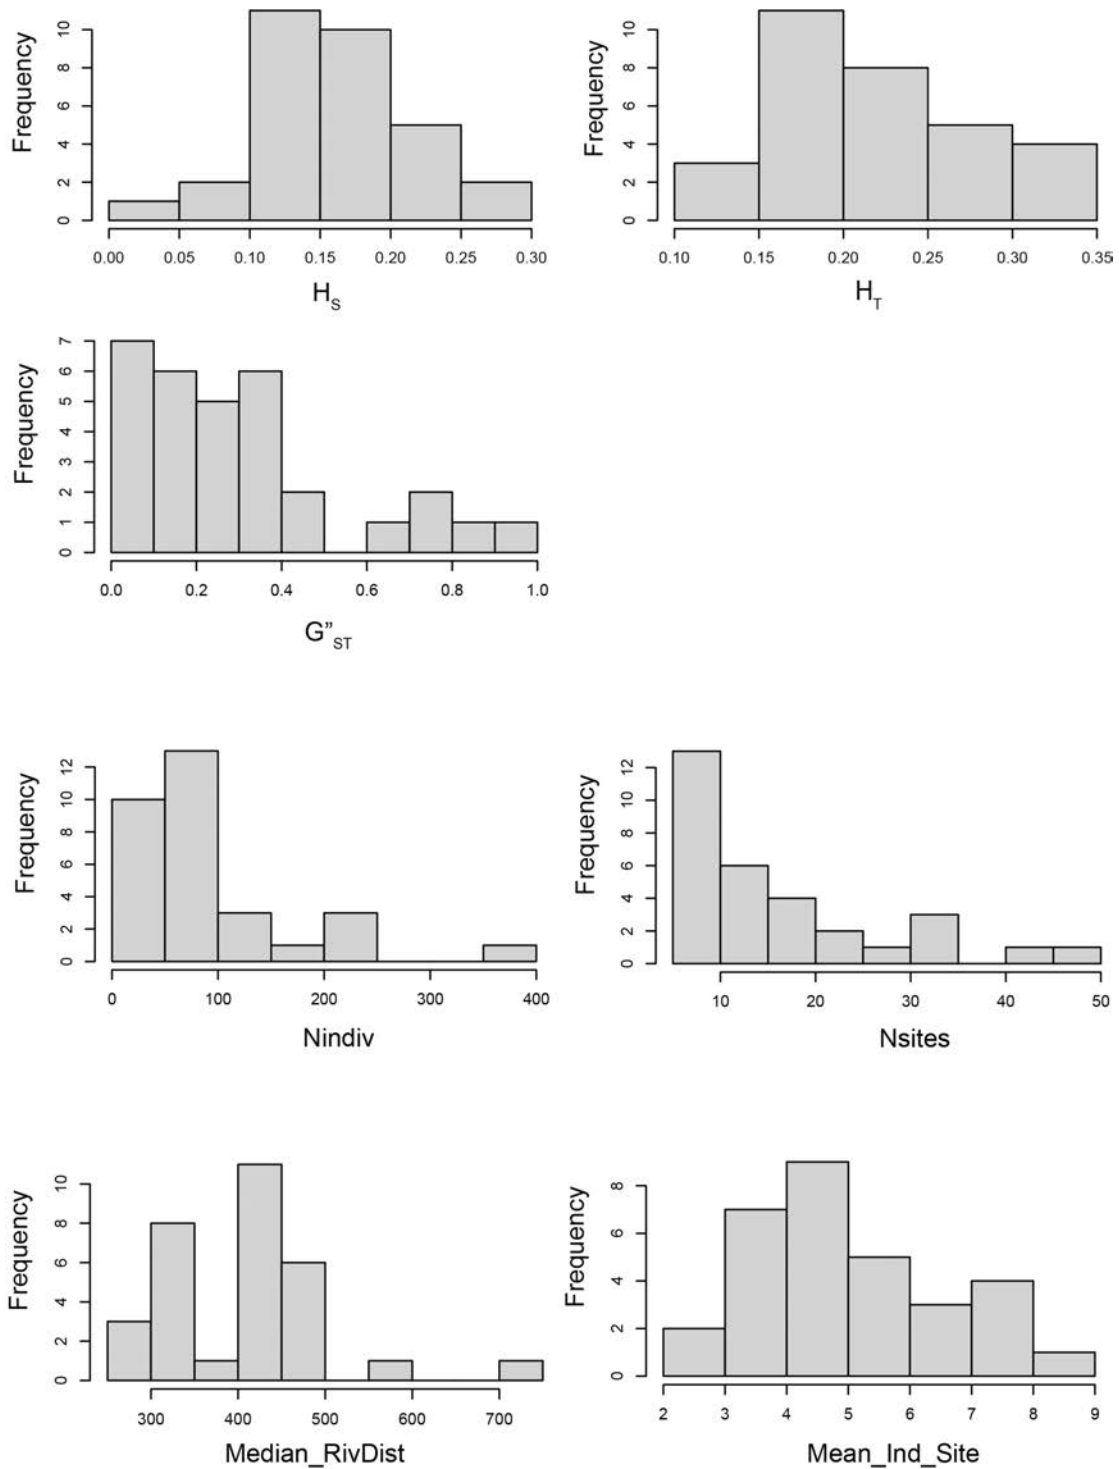 Frequency
0 2 4 6 8 10
0.00 0.05 0.10 0.15 0.20 0.25 0.30
HS
Frequency
0 2 4 6 8 10
0.10 0.15 0.20 0.25 0.30 0.35
HT
Frequency
0 1 2 3 4 5 6 7
0.0 0.2 0.4 0.6 0.8 1.0
G”ST
Frequency
0 2 4 6 8 10 12
0 100 200 300 400
Nindiv
Frequency
0 2 4 6 8 10 12
10 20 30 40 50
Nsites
Frequency
0 2 4 6 8 10
300 400 500 600 700
Median_RivDist
Frequency
0 2 4 6 8
2 3 4 5 6 7 8 9
Mean_Ind_Site